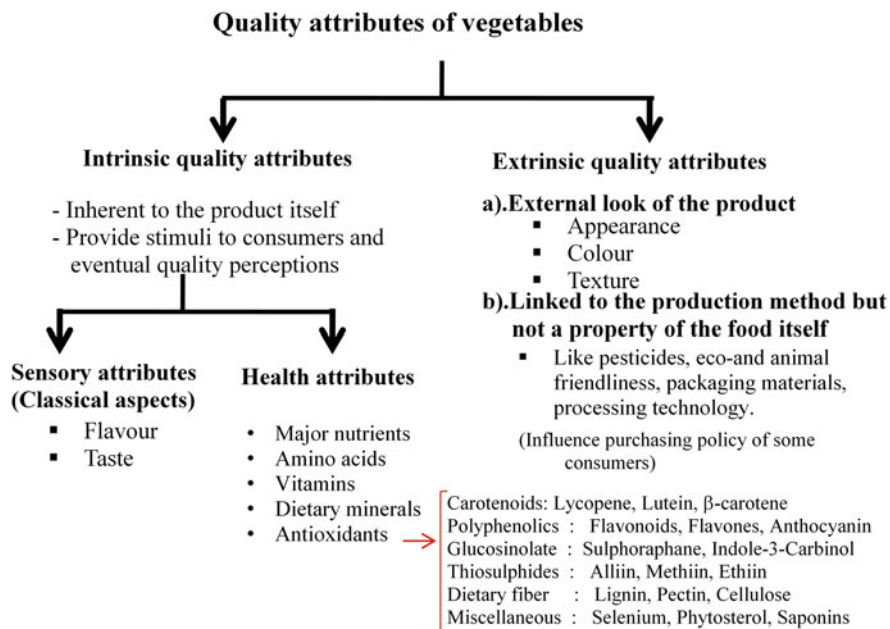 Quality attributes of vegetables
Intrinsic quality attributes
- Inherent to the product itself
- Provide stimuli to consumers and
eventual quality perceptions
Sensory attributes
(Classical aspects)
▪ Flavour
▪ Taste
Health attributes
• Major nutrients
• Amino acids
• Vitamins
• Dietary minerals
• Antioxidants
Extrinsic quality attributes
a).External look of the product
▪ Appearance
▪ Colour
▪ Texture
b).Linked to the production method but
not a property of the food itself
▪ Like pesticides, eco-and animal
friendliness, packaging materials,
processing technology.
(Influence purchasing policy of some
consumers)
Carotenoids: Lycopene, Lutein, β-carotene
Polyphenolics : Flavonoids, Flavones, Anthocyanin
Glucosinolate : Sulphoraphane, Indole-3-Carbinol
Thiosulphides : Alliin, Methiin, Ethiin
Dietary fiber : Lignin, Pectin, Cellulose
Miscellaneous : Selenium, Phytosterol, Saponins